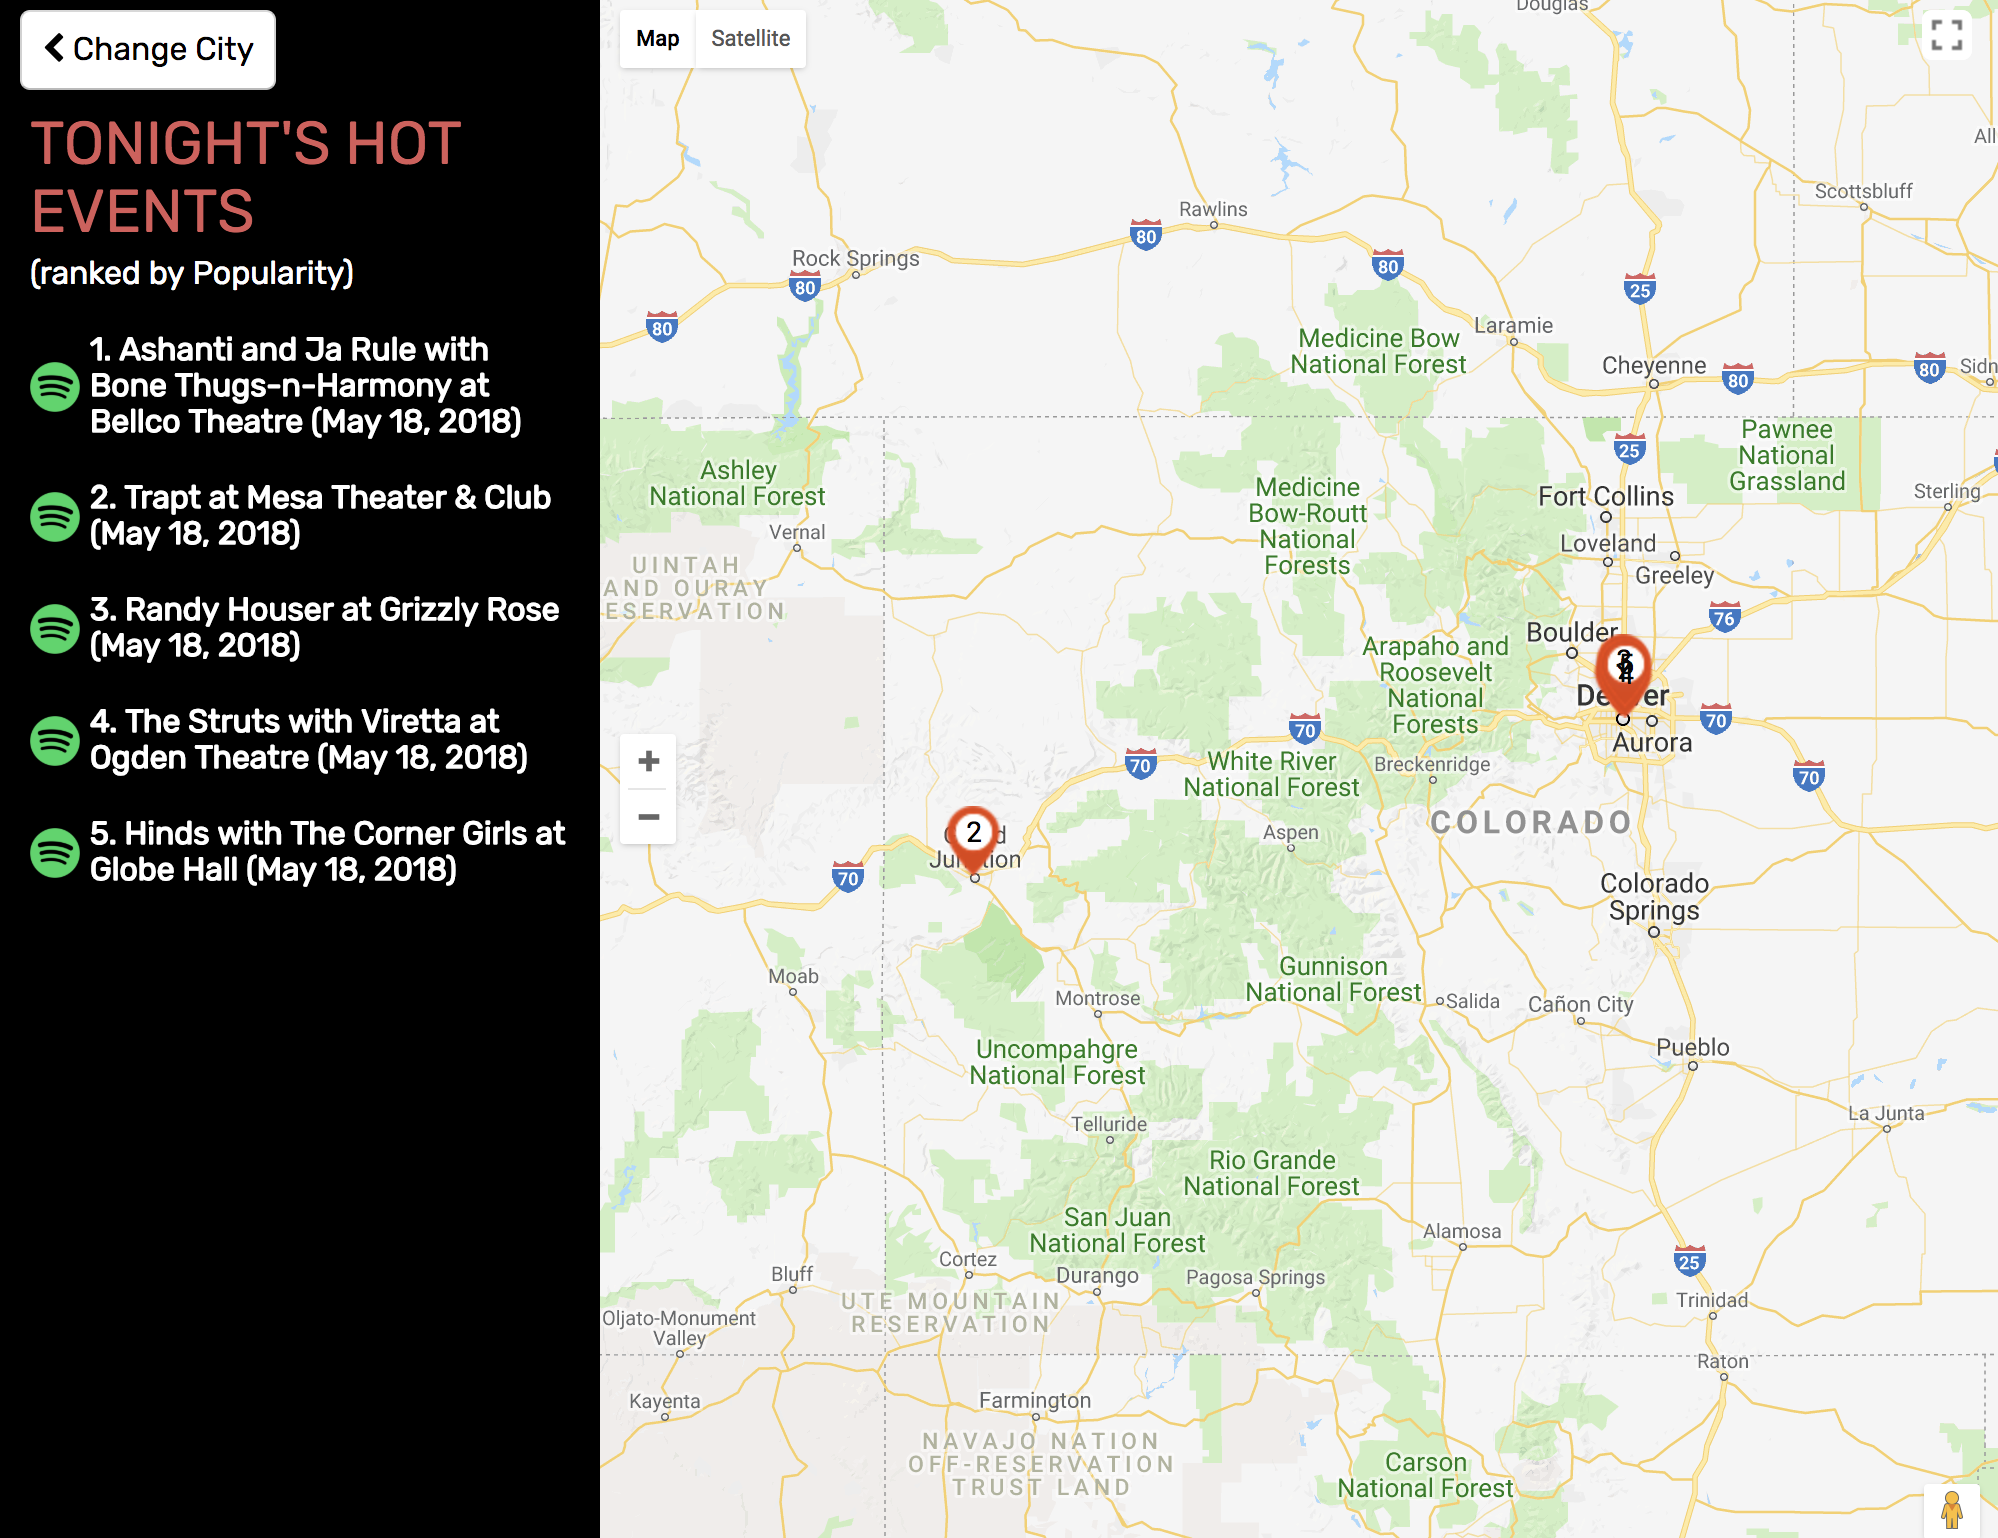 Change City
TONIGHT'S HOT
EVENTS
(ranked by Popularity)
1. Ashanti and Ja Rule with
Bone Thugs-n-Harmony at
Bellco Theatre (May 18, 2018)
2. Trapt at Mesa Theater & Club
(May 18, 2018)
3. Randy Houser at Grizzly Rose
(May 18, 2018)
4. The Struts with Viretta at
Ogden Theatre (May 18, 2018)
5. Hinds with The Corner Girls at
Globe Hall (May 18, 2018)
Map
Satellite
Douglas
All
Scottsbluff
Rawlins
80
Rock Springs
80
80
80
25
Medicine Bow
National Forest
Laramie
Cheyenne
80
80
Sidn
Pawnee
National
Grassland
25
Ashley
National Forest
Medicine
Bow-Routt
National
Forests
Fort Collins
Sterling
Vernal
Loveland
Greeley
UINTAH
AND OURAY
ESERVATION
76
Boulder
Arapaho and
Roosevelt
National
Forests
Aurora
70
70
70
70
White River
National Forest
Breckenridge
COLORADO
Aspen
2
70
Colorado
Springs
Moab
Gunnison
National Forest
Montrose
Salida
Cañon City
Uncompahgre
National Forest
Pueblo
Telluride
La Junta
Rio Grande
National Forest
San Juan
National Forest
Alamosa
Cortez
Durango
Pagosa Springs
25
Bluff
UTE MOUNTAIN
RESERVATION
Trinidad
Oljato-Monument
Valley
Raton
Kayenta
Farmington
NAVAJO NATION
OFF-RESERVATION
TRUST LAND
Carson
National Forest